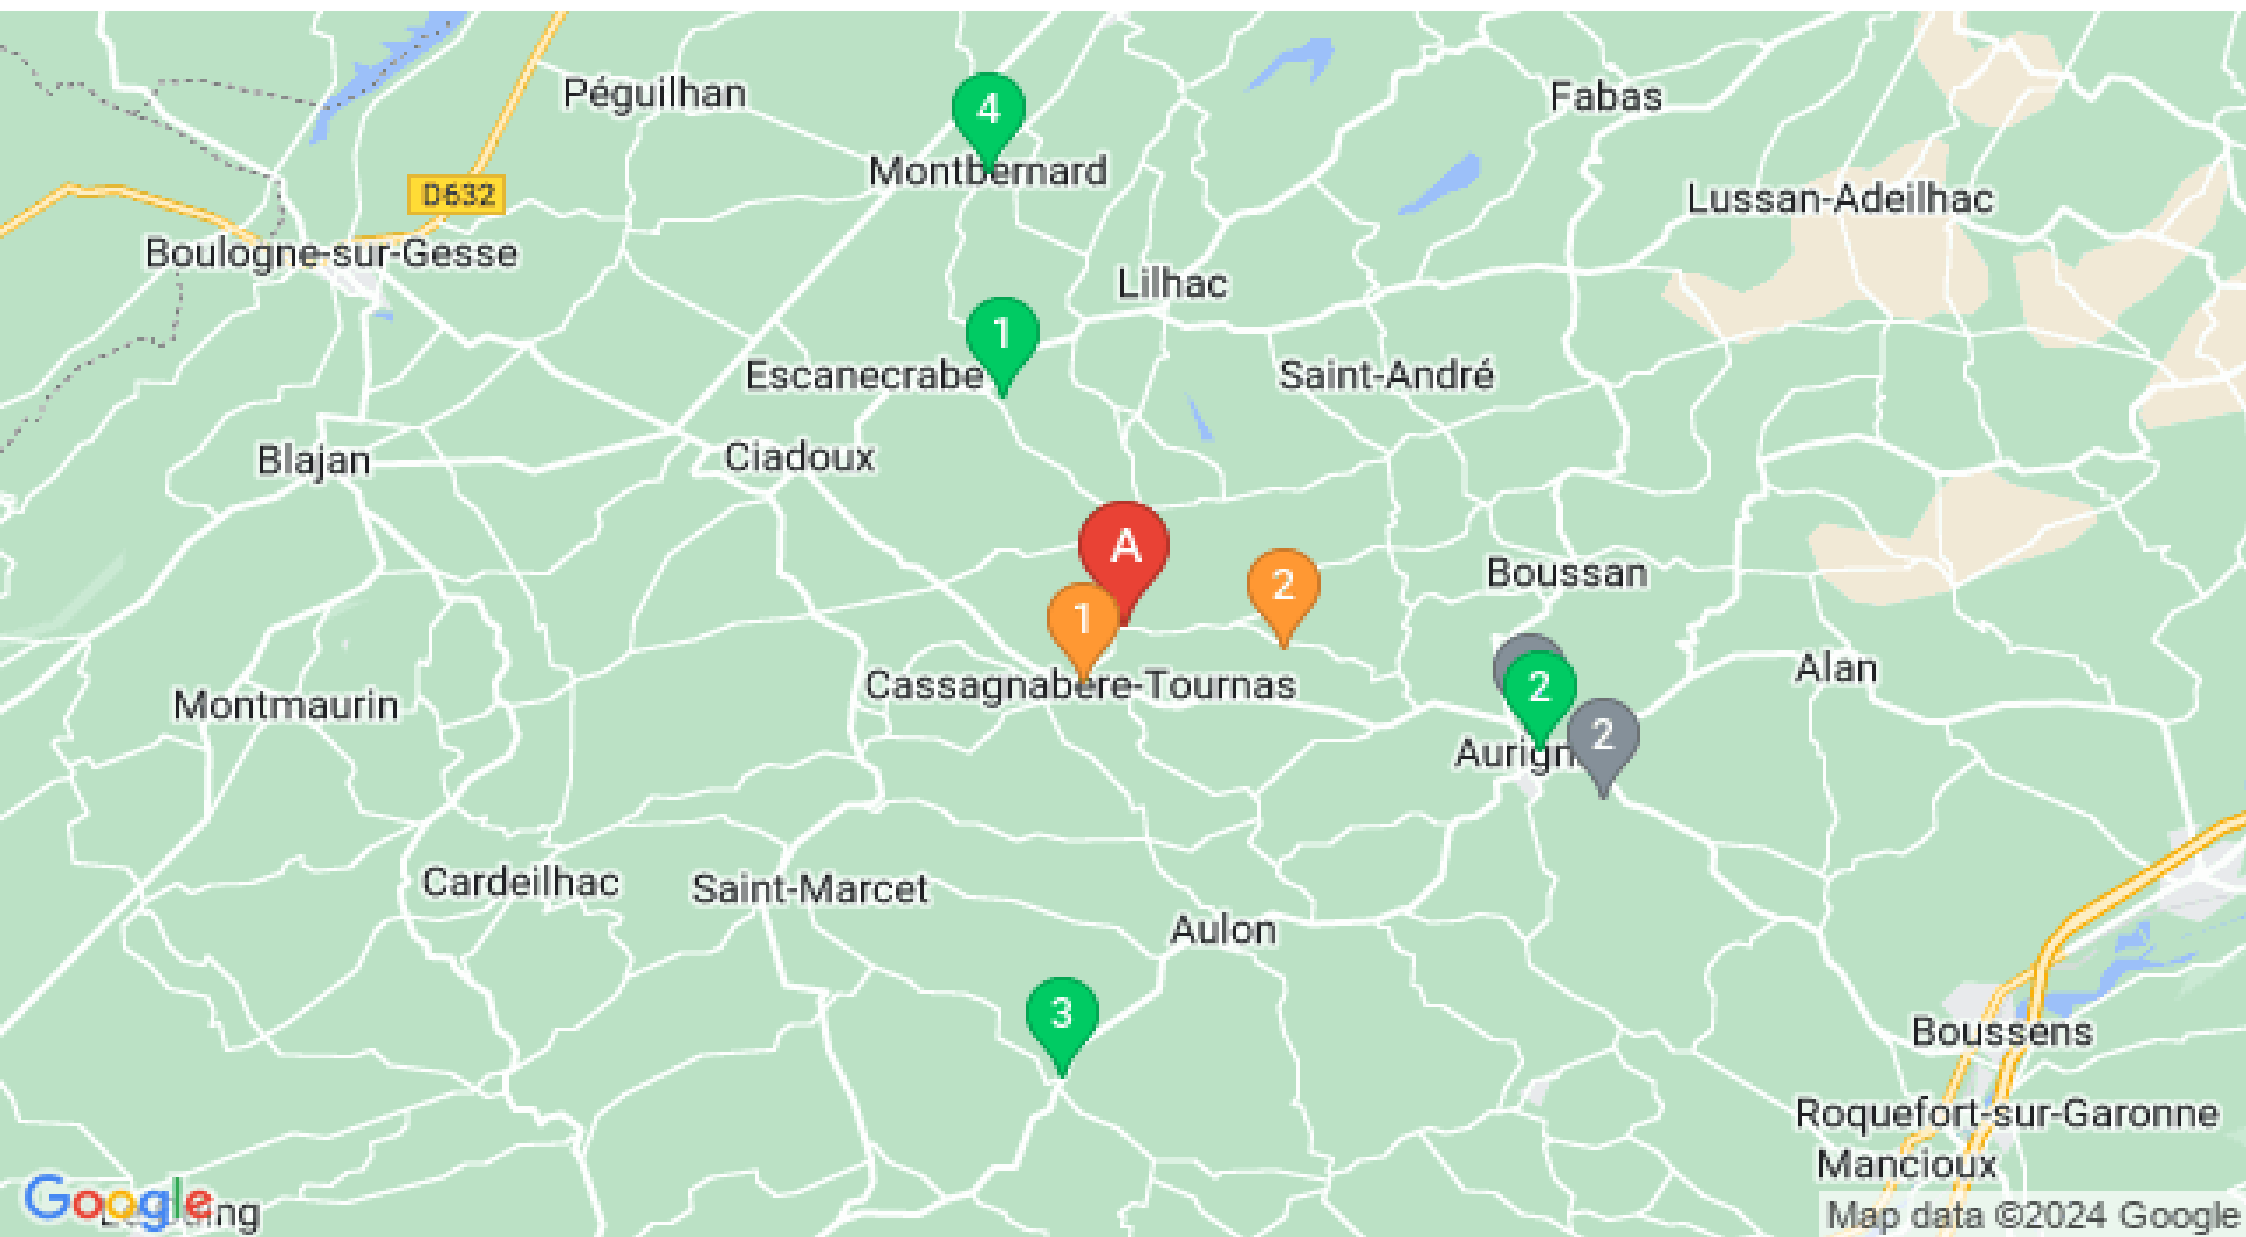 Péguilhan
4
Fabas
Montbernard
D632
Lussan-Adeilhac
Boulogne-sur-Gesse
Lilhac
1
Escanecrabe
Saint-André
Blajan
Ciadoux
A
Boussan
2
1
Cassagnabère-Tournas
Alan
2
Montmaurin
2
Cardeilhac
Saint-Marcet
Aulon
3
Boussens
Roquefort-sur-Garonne
Mancioux
Google
Map data ©2024 Google